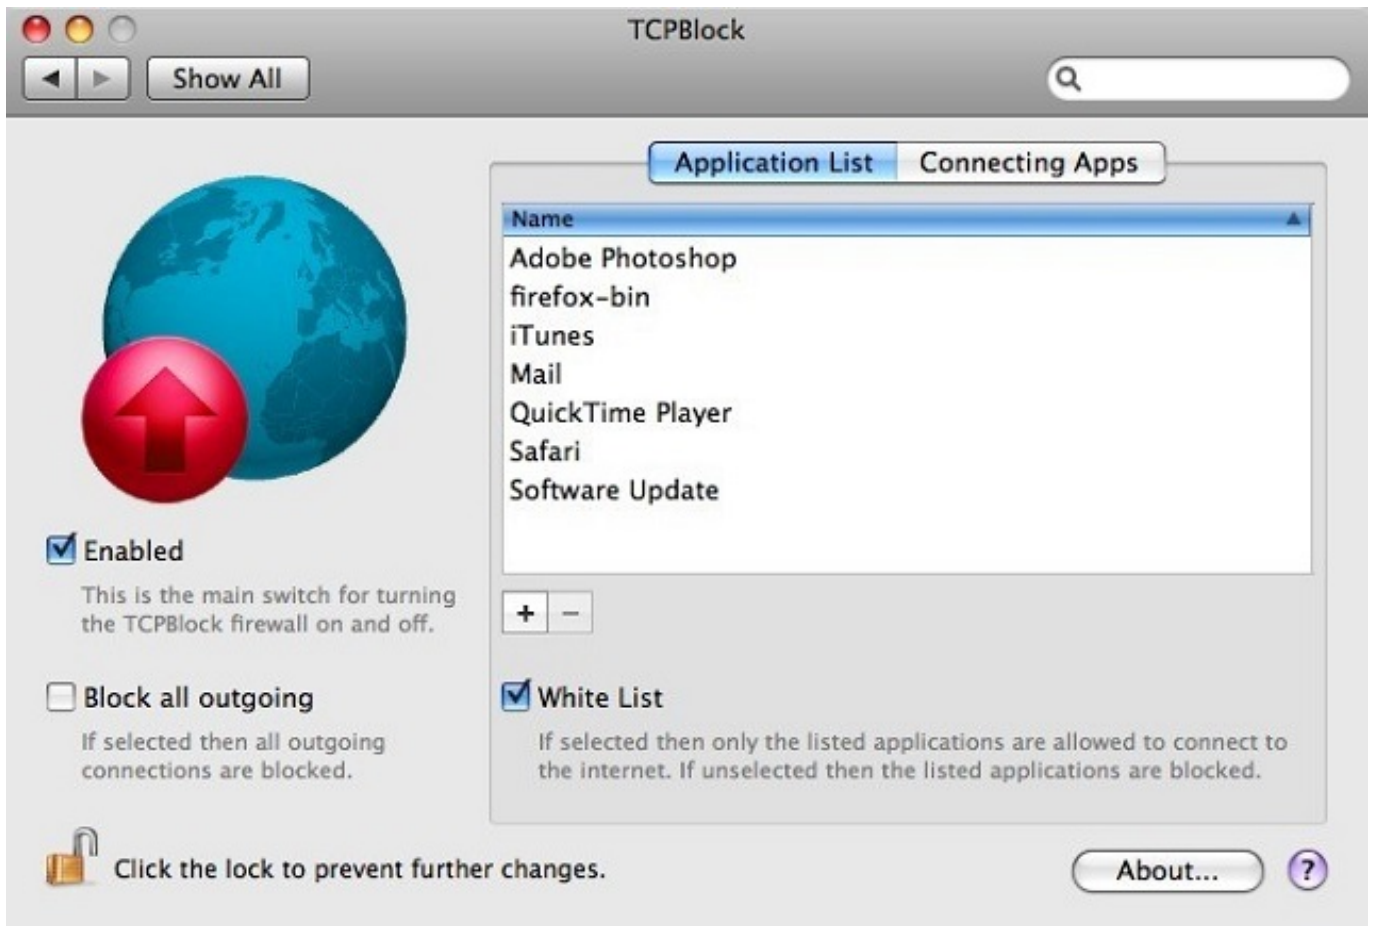 TCPBlock
Show All
Application List
Connecting Apps
Name
Adobe Photoshop
firefox-bin
iTunes
Mail
QuickTime Player
Safari
Software Update
Enabled
This is the main switch for turning
the TCPBlock firewall on and off.
+ −
Block all outgoing
If selected then all outgoing
connections are blocked.
White List
If selected then only the listed applications are allowed to connect to
the internet. If unselected then the listed applications are blocked.
Click the lock to prevent further changes.
About...
?